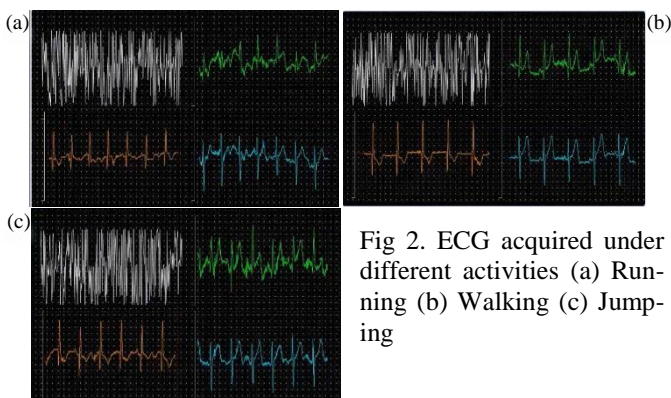 (a)
(b)
(c)
Fig 2. ECG acquired under
different activities (a) Run-
ning (b) Walking (c) Jump-
ing